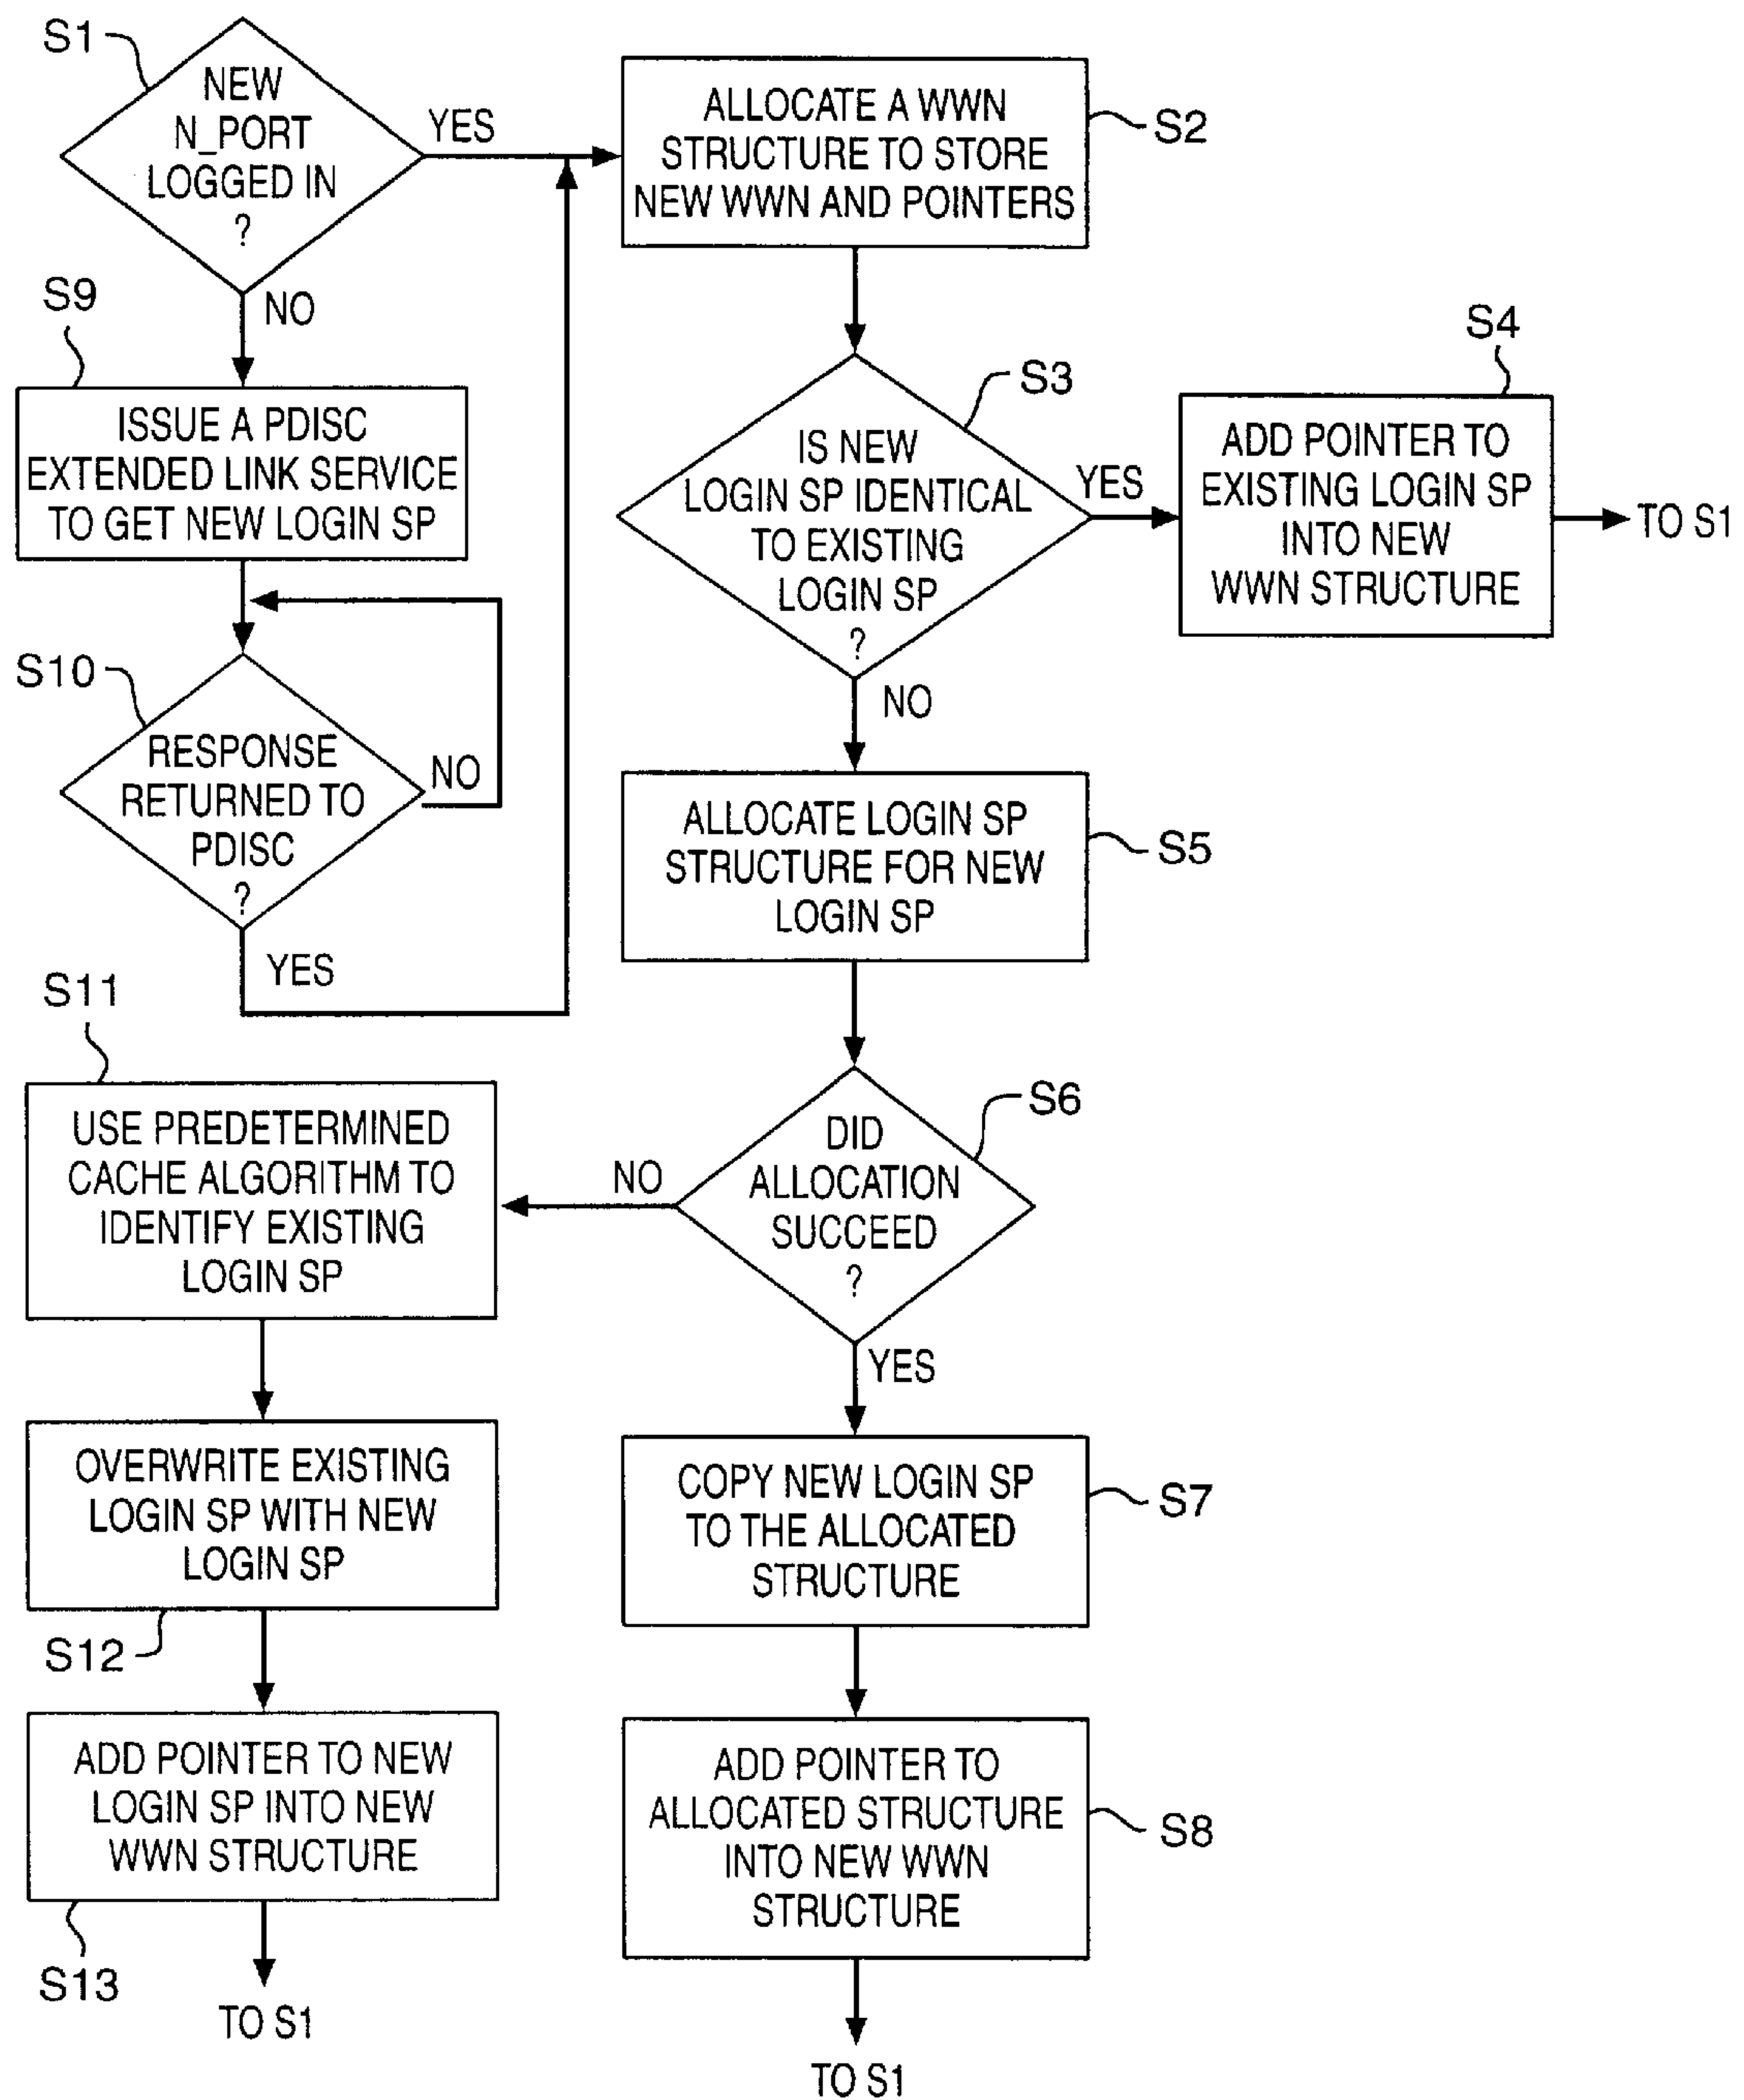 S1
NEW
N_PORT
LOGGED IN
?
YES
NO
ALLOCATE A WWN
STRUCTURE TO STORE
NEW WWN AND POINTERS
S2
S9
ISSUE A PDISC
EXTENDED LINK SERVICE
TO GET NEW LOGIN SP
S3
IS NEW
LOGIN SP IDENTICAL
TO EXISTING
LOGIN SP
?
YES
NO
S4
ADD POINTER TO
EXISTING LOGIN SP
INTO NEW
WWN STRUCTURE
TO S1
S10
RESPONSE
RETURNED TO
PDISC
?
NO
YES
ALLOCATE LOGIN SP
STRUCTURE FOR NEW
LOGIN SP
S5
S11
USE PREDETERMINED
CACHE ALGORITHM TO
IDENTIFY EXISTING
LOGIN SP
NO
DID
ALLOCATION
SUCCEED
?
S6
YES
OVERWRITE EXISTING
LOGIN SP WITH NEW
LOGIN SP
S12
COPY NEW LOGIN SP
TO THE ALLOCATED
STRUCTURE
S7
ADD POINTER TO NEW
LOGIN SP INTO NEW
WWN STRUCTURE
S13
TO S1
ADD POINTER TO
ALLOCATED STRUCTURE
INTO NEW WWN
STRUCTURE
S8
TO S1